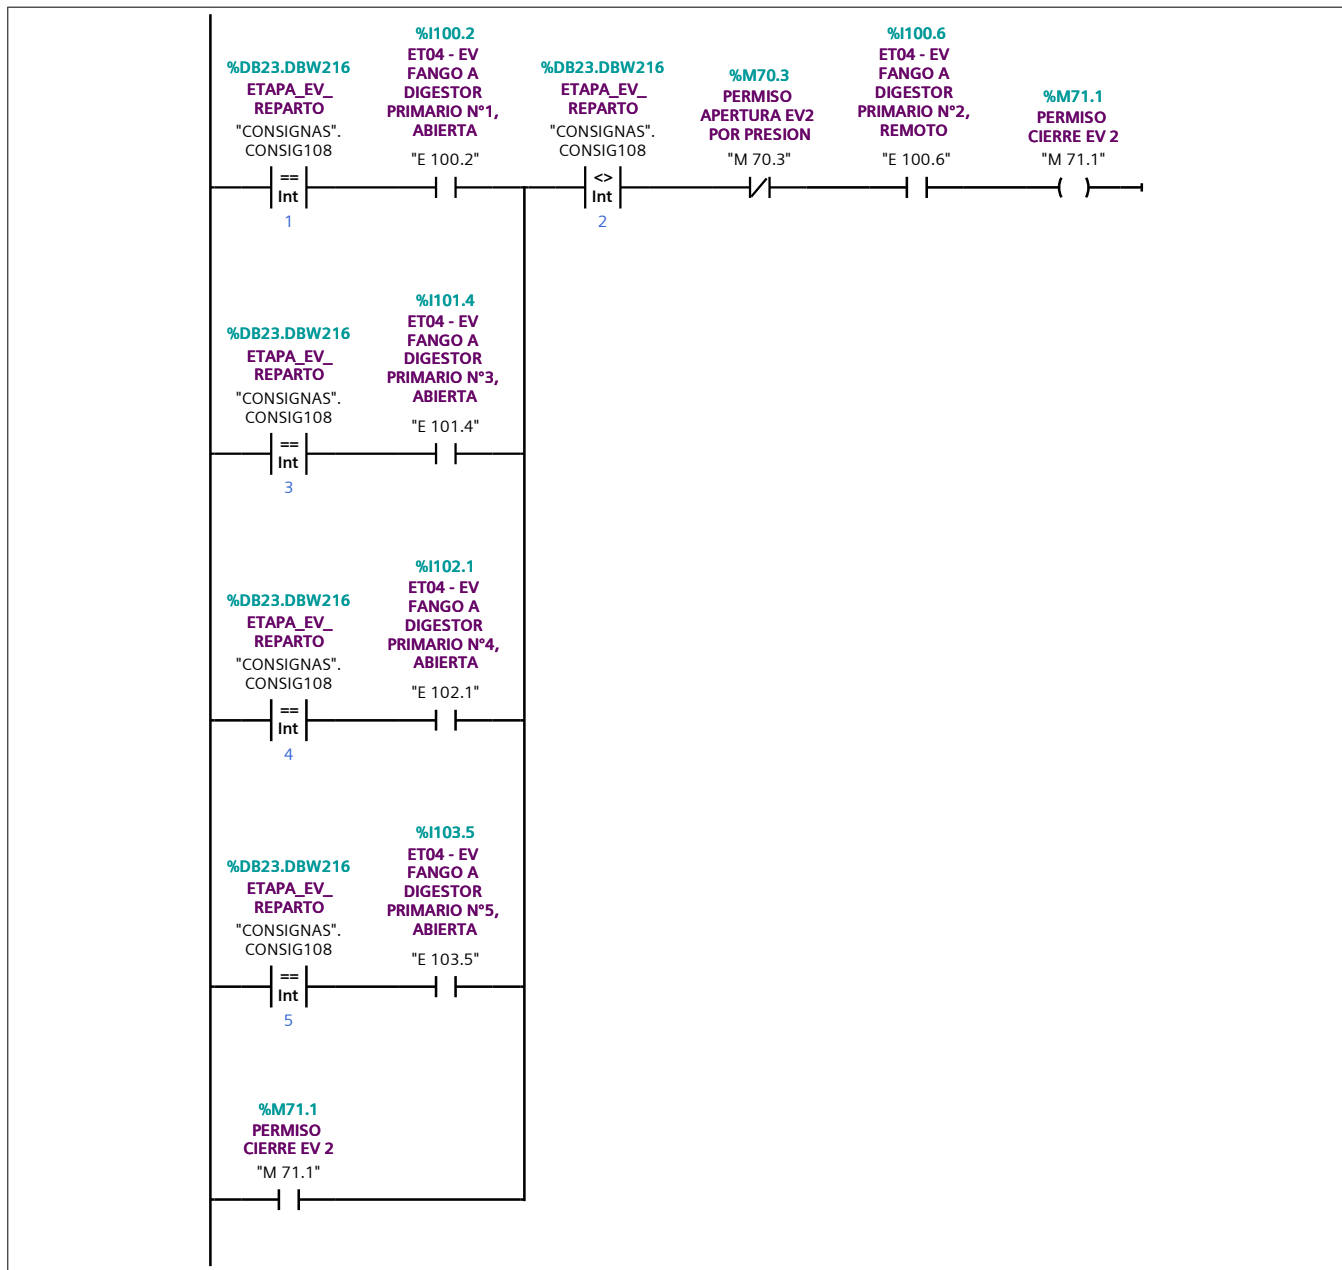 %DB23.DBW216
ETAPA_EV_
REPARTO
"CONSIGNAS".
CONSIG108
==
Int
1
%I100.2
ET04 - EV
FANGO A
DIGESTOR
PRIMARIO Nº1,
ABIERTA
"E 100.2"
%DB23.DBW216
ETAPA_EV_
REPARTO
"CONSIGNAS".
CONSIG108
<>
Int
2
%M70.3
PERMISO
APERTURA EV2
POR PRESION
"M 70.3"
%I100.6
ET04 - EV
FANGO A
DIGESTOR
PRIMARIO Nº2,
REMOTO
"E 100.6"
%M71.1
PERMISO
CIERRE EV 2
"M 71.1"
%DB23.DBW216
ETAPA_EV_
REPARTO
"CONSIGNAS".
CONSIG108
==
Int
3
%I101.4
ET04 - EV
FANGO A
DIGESTOR
PRIMARIO Nº3,
ABIERTA
"E 101.4"
%DB23.DBW216
ETAPA_EV_
REPARTO
"CONSIGNAS".
CONSIG108
==
Int
4
%I102.1
ET04 - EV
FANGO A
DIGESTOR
PRIMARIO Nº4,
ABIERTA
"E 102.1"
%DB23.DBW216
ETAPA_EV_
REPARTO
"CONSIGNAS".
CONSIG108
==
Int
5
%I103.5
ET04 - EV
FANGO A
DIGESTOR
PRIMARIO Nº5,
ABIERTA
"E 103.5"
%M71.1
PERMISO
CIERRE EV 2
"M 71.1"